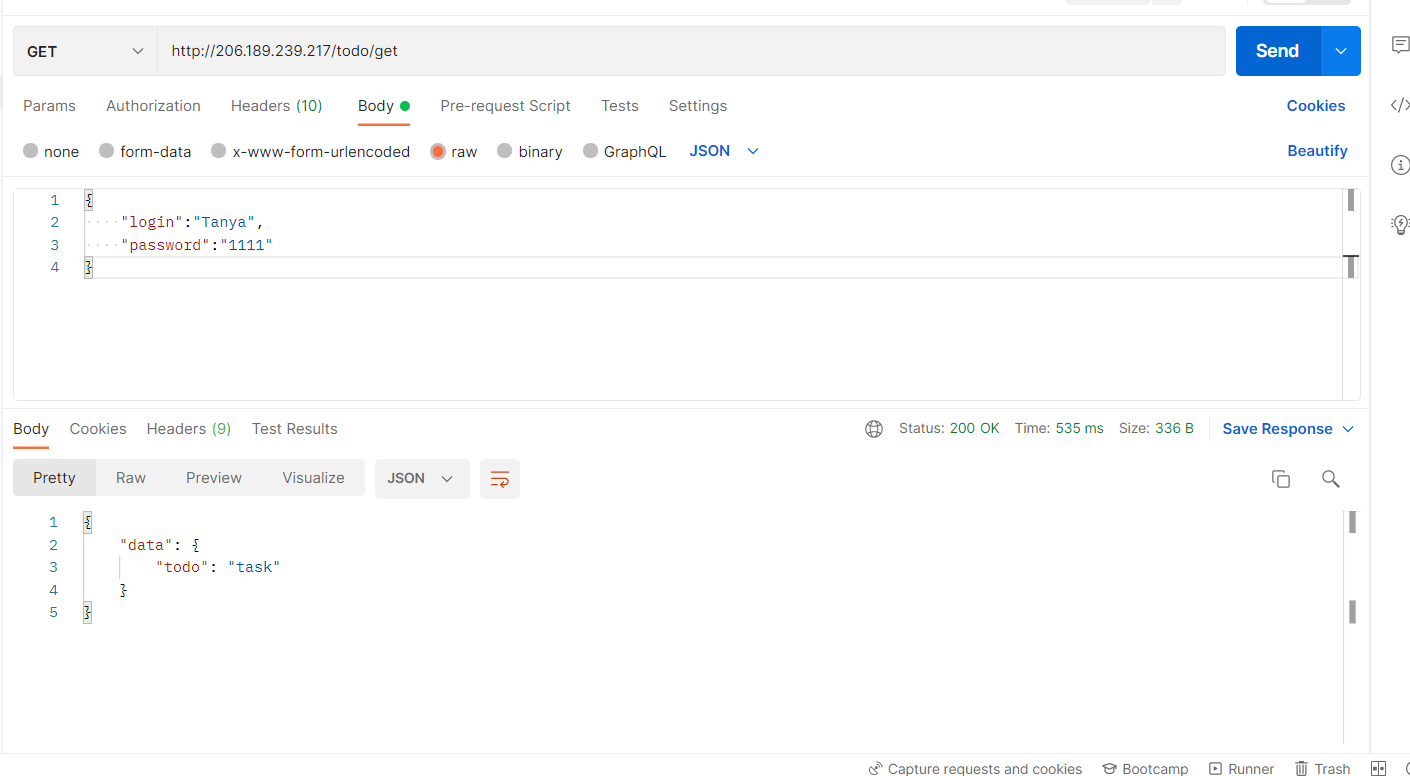 GET http://206.189.239.217/todo/get Send
Params Authorization Headers (10) Body Pre-request Script Tests Settings Cookies
none form-data x-www-form-urlencoded raw binary GraphQL JSON Beautify
1 {
2 ····"login":"Tanya",
3 ····"password":"1111"
4 }
Body Cookies Headers (9) Test Results Status: 200 OK Time: 535 ms Size: 336 B Save Response
Pretty Raw Preview Visualize JSON
1 {
2 "data": {
3 "todo": "task"
4 }
5 }
Capture requests and cookies Bootcamp Runner Trash